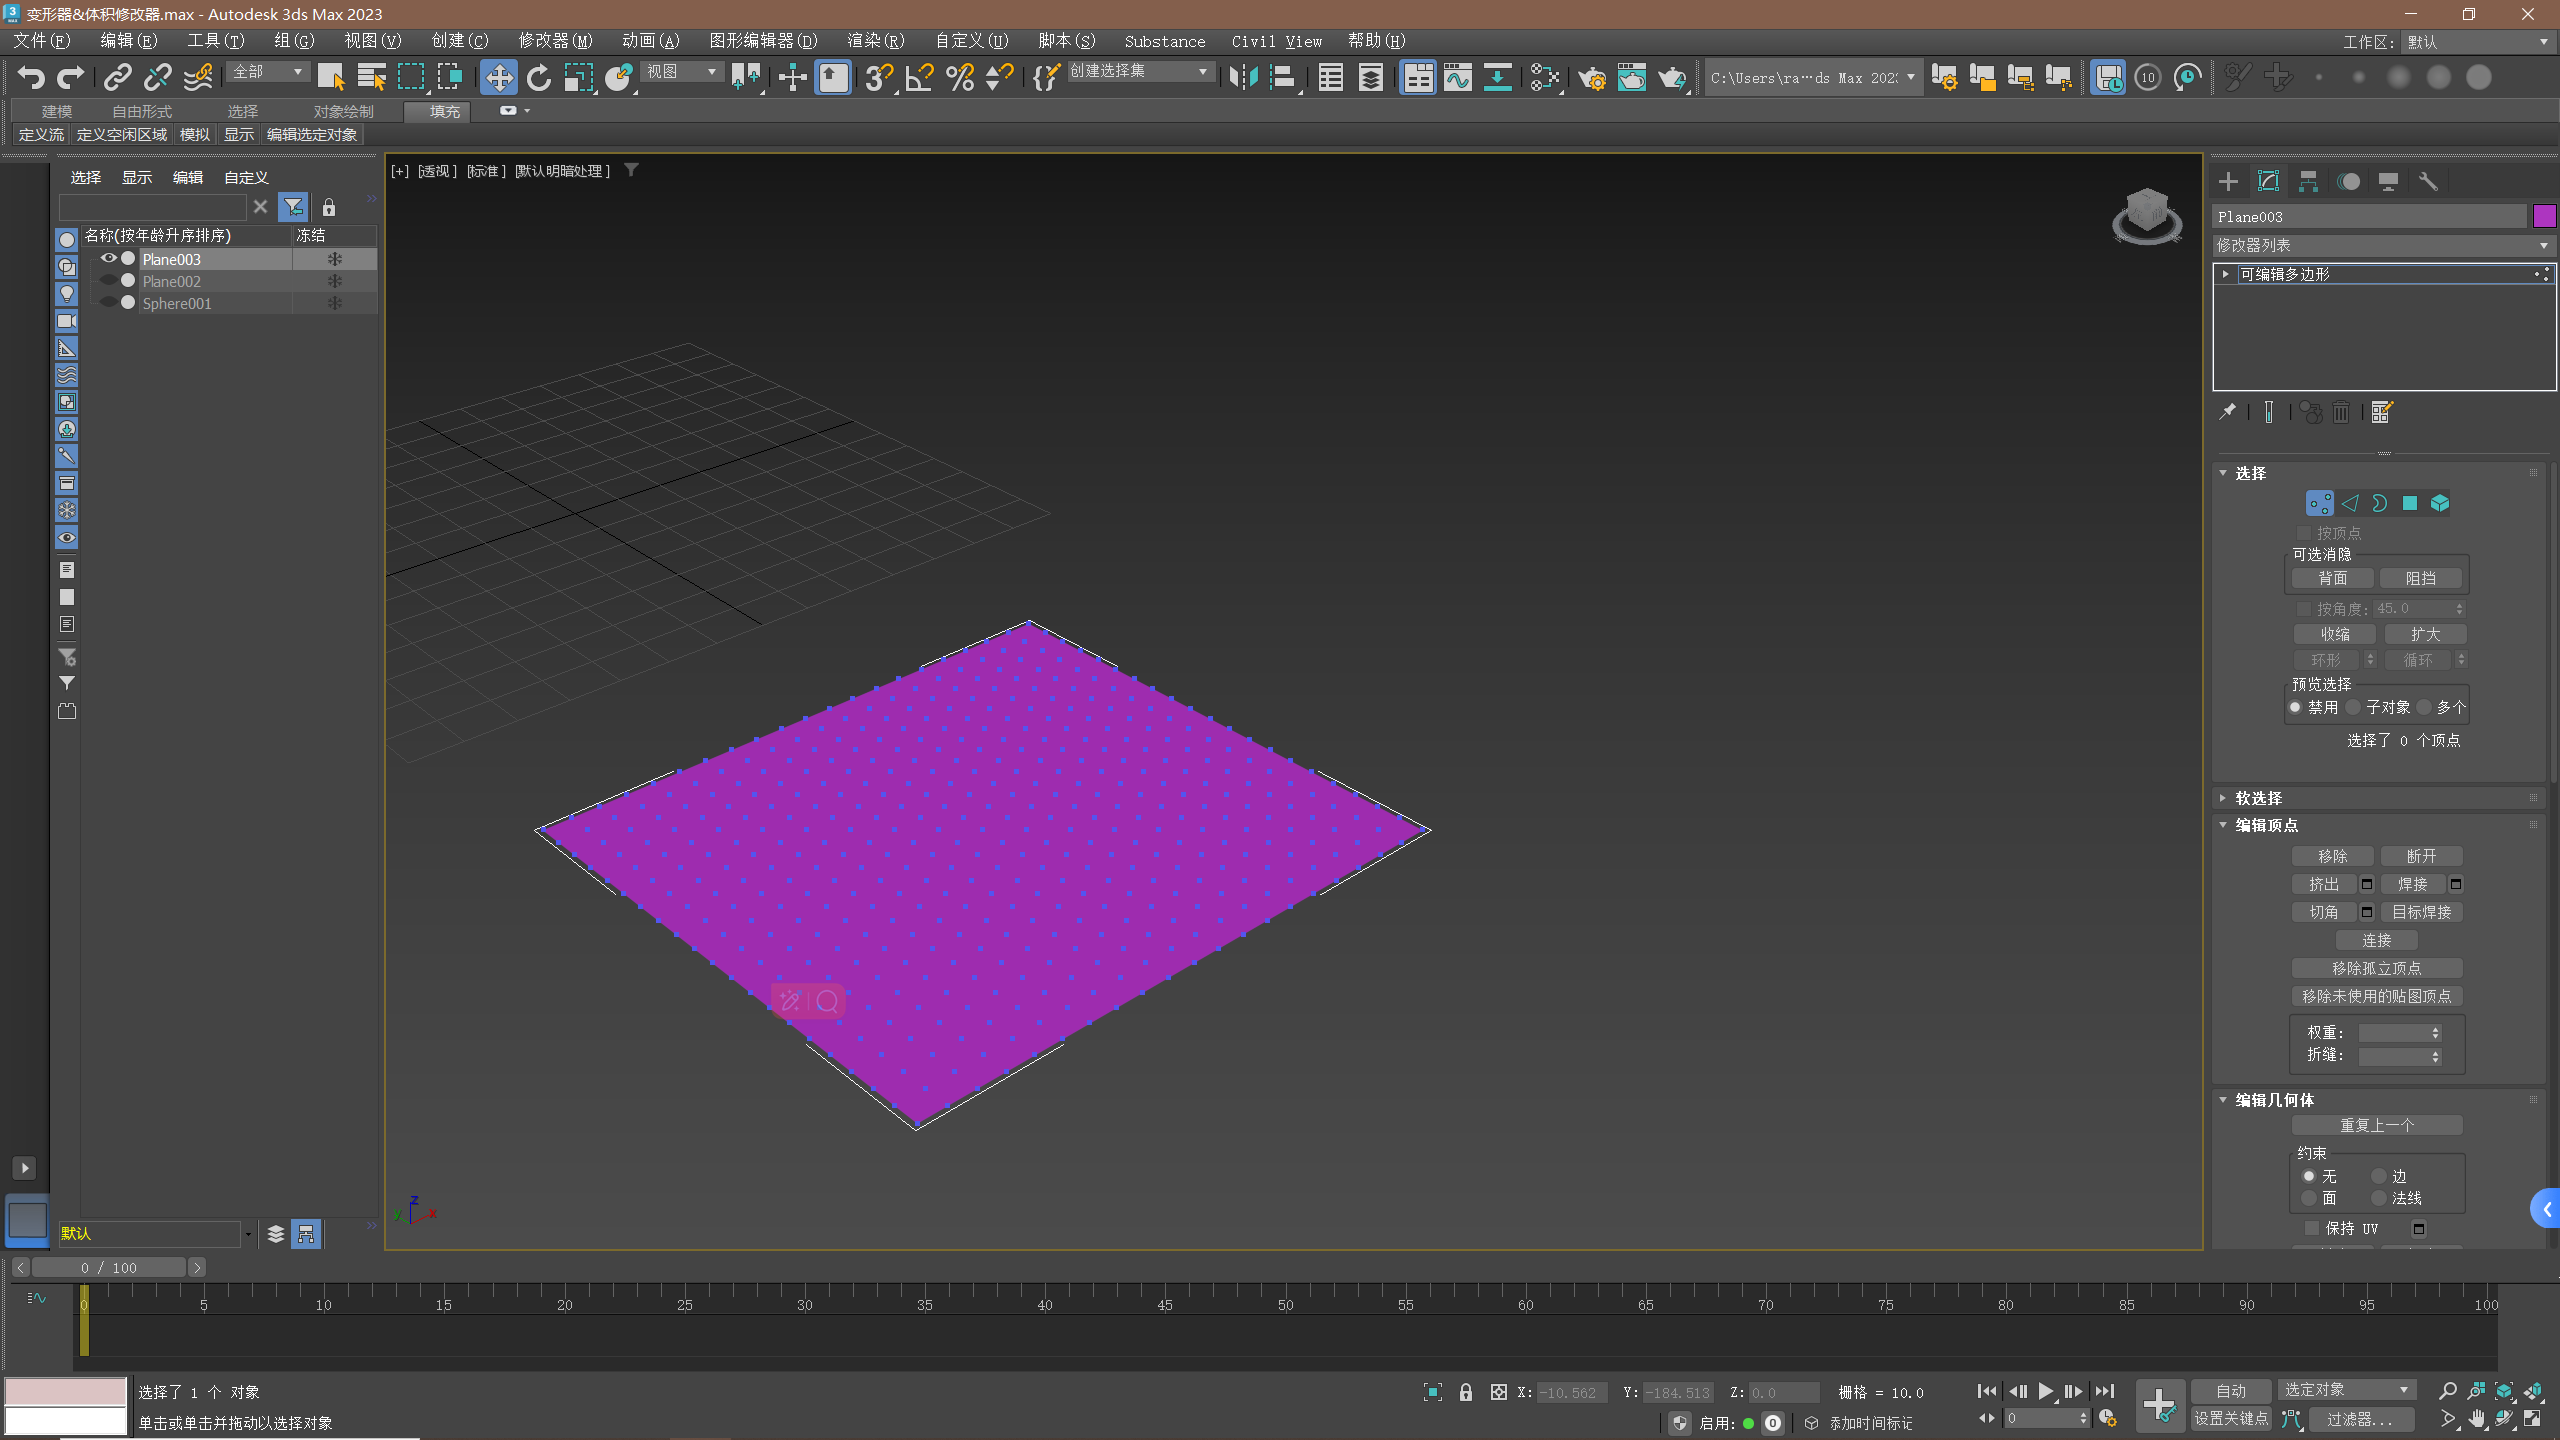 变形器&体积修改器.max - Autodesk 3ds Max 2023
文件(F) 编辑(E) 工具(T) 组(G) 视图(V) 创建(C) 修改器(M) 动画(A) 图形编辑器(D) 渲染(R) 自定义(U) 脚本(S) Substance Civil View 帮助(H)
工作区: 默认
全部 视图 创建选择集 C:\Users\ra…ds Max 202
建模 自由形式 选择 对象绘制 填充
定义流 定义空闲区域 模拟 显示 编辑选定对象
选择 显示 编辑 自定义
名称(按年龄升序排序) 冻结
Plane003
Plane002
Sphere001
默认
[+] [透视] [标准] [默认明暗处理]
z
y x
Plane003
修改器列表
可编辑多边形
选择
按顶点
可选消隐
背面 阻挡
按角度: 45.0
收缩 扩大
环形 循环
预览选择
禁用 子对象 多个
选择了 0 个顶点
软选择
编辑顶点
移除 断开
挤出 焊接
切角 目标焊接
连接
移除孤立顶点
移除未使用的贴图顶点
权重:
折缝:
编辑几何体
重复上一个
约束
无 边
面 法线
保持 UV
0 / 100
0 5 10 15 20 25 30 35 40 45 50 55 60 65 70 75 80 85 90 95 100
选择了 1 个 对象
单击或单击并拖动以选择对象
X: -10.562 Y: -184.513 Z: 0.0 栅格 = 10.0
启用: 0 添加时间标记
0
自动 选定对象
设置关键点 过滤器...